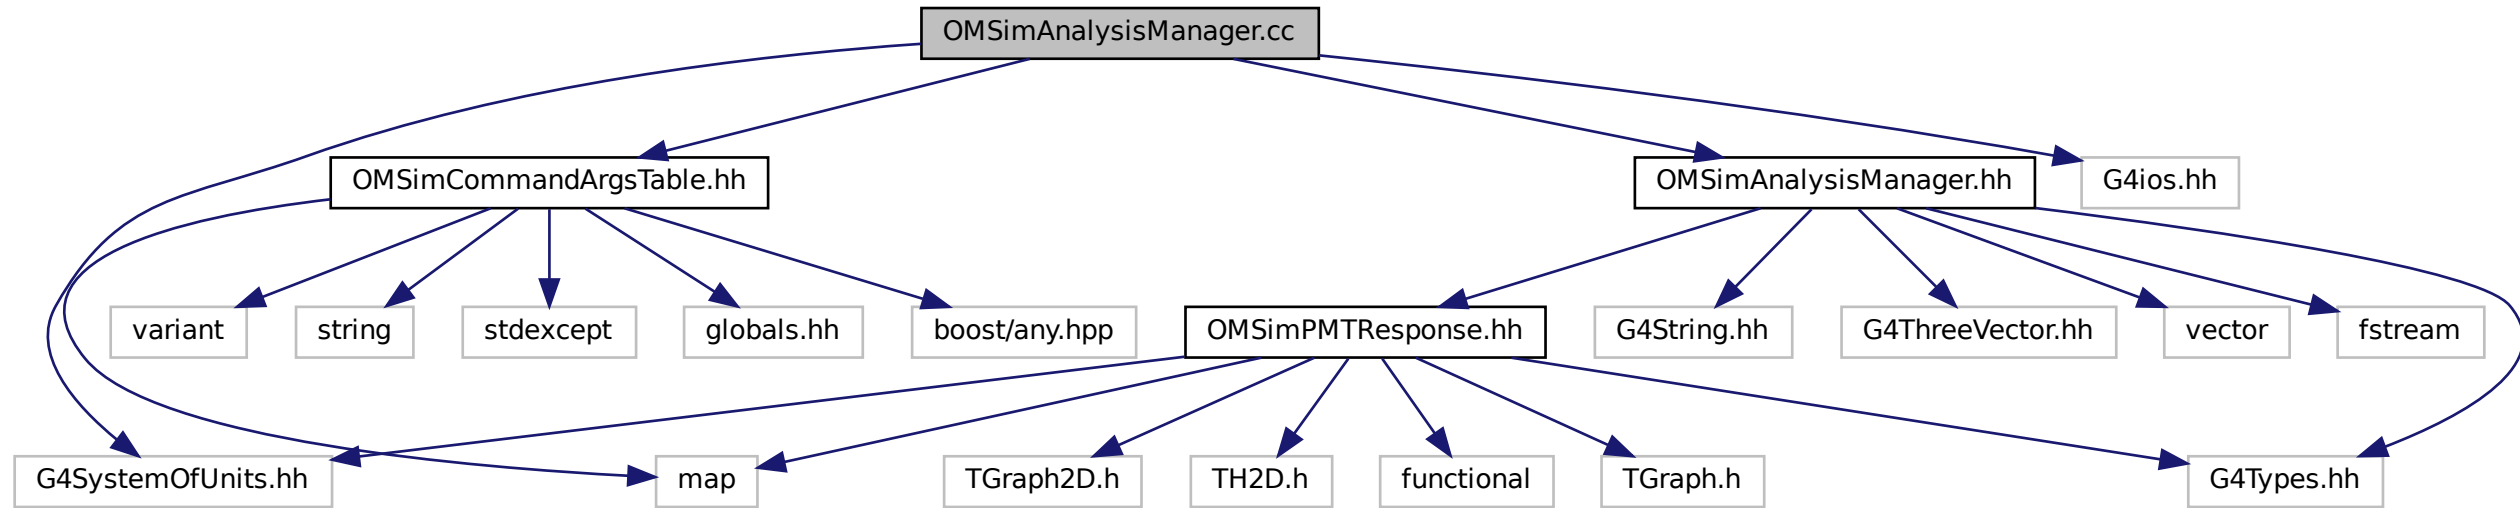 OMSimAnalysisManager.cc
OMSimCommandArgsTable.hh
OMSimAnalysisManager.hh
G4ios.hh
variant
string
stdexcept
globals.hh
boost/any.hpp
OMSimPMTResponse.hh
G4String.hh
G4ThreeVector.hh
vector
fstream
G4SystemOfUnits.hh
map
TGraph2D.h
TH2D.h
functional
TGraph.h
G4Types.hh